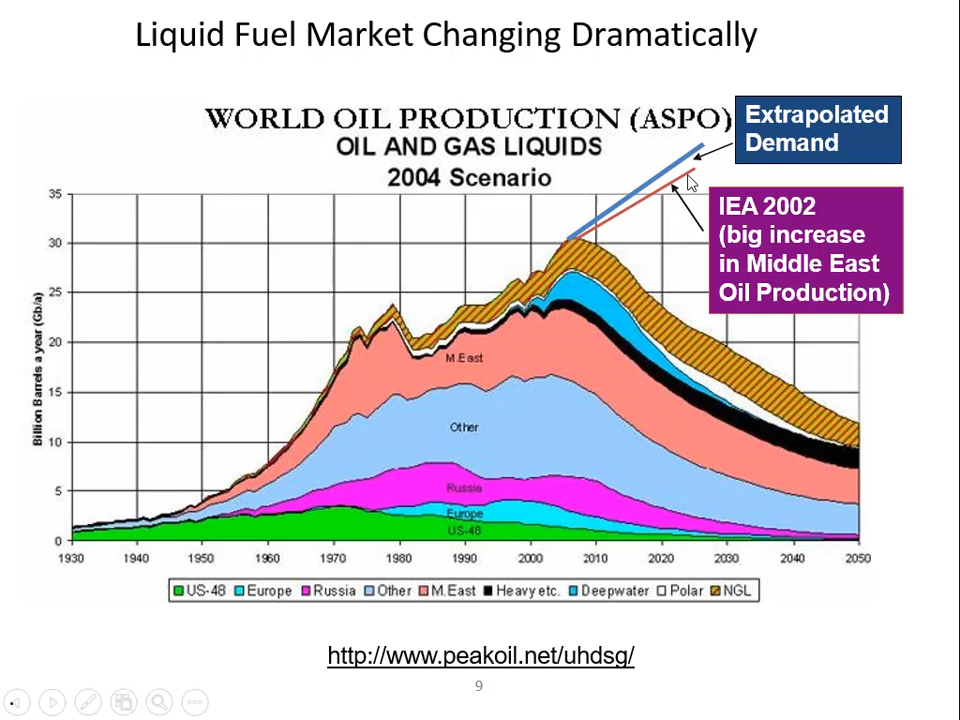 Liquid Fuel Market Changing Dramatically
WORLD OIL PRODUCTION (ASPO)
OIL AND GAS LIQUIDS
2004 Scenario
Extrapolated
Demand
IEA 2002
(big increase
in Middle East
Oil Production)
Billion Barrels a year (Gb/a)
35
30
25
20
15
10
5
0
M.East
Other
Russia
Europe
US-48
1930 1940 1950 1960 1970 1980 1990 2000 2010 2020 2030 2040 2050
US-48 Europe Russia Other M.East Heavy etc. Deepwater Polar NGL
http://www.peakoil.net/uhdsg/
9